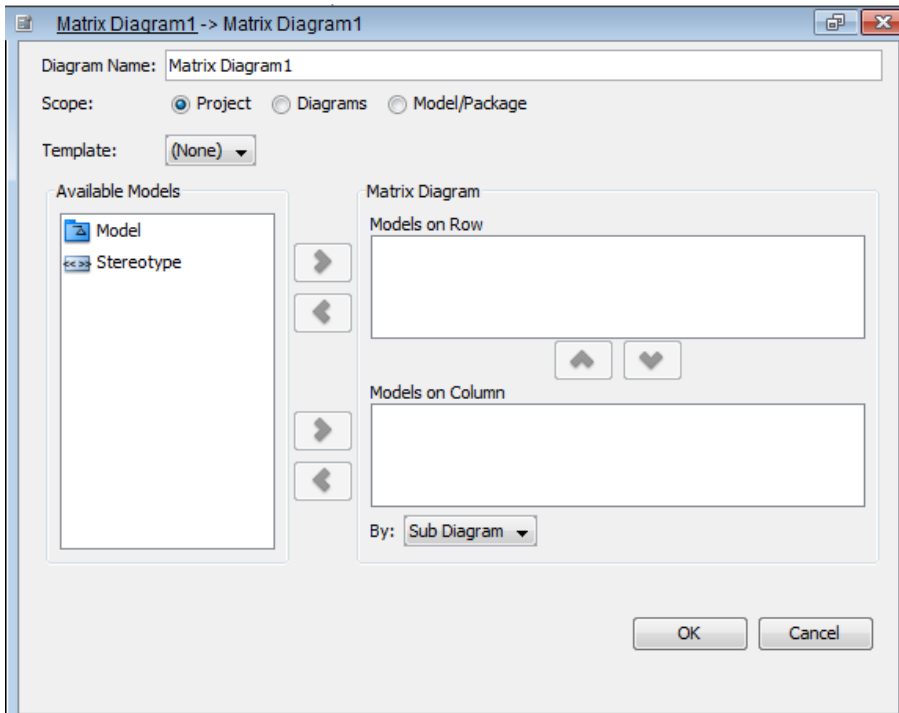 Matrix Diagram1 -> Matrix Diagram1
Diagram Name: Matrix Diagram1
Scope: Project Diagrams Model/Package
Template: (None)
Available Models
Model
<<>> Stereotype
Matrix Diagram
Models on Row
Models on Column
By: Sub Diagram
OK Cancel